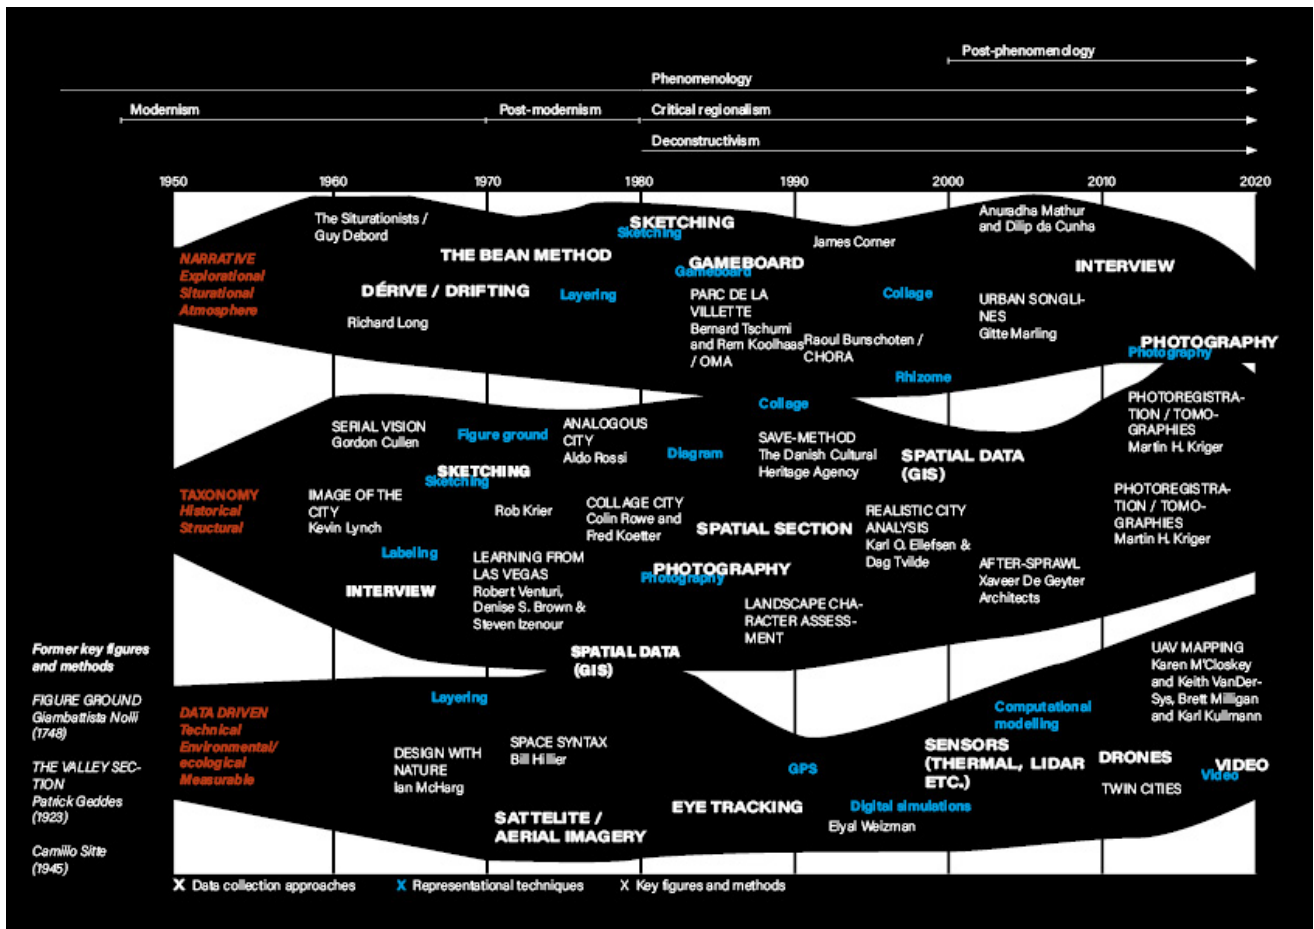 Post-phenomenology
Phenomenology
Modernism
Post-modernism
Critical regionalism
Deconstructivism
1950
1960
1970
1980
1990
2000
2010
2020
NARRATIVE
Explorational
Siturational
Atmosphere
The Siturationists /
Guy Debord
THE BEAN METHOD
DÉRIVE / DRIFTING
Richard Long
Layering
SKETCHING
Sketching
GAMEBOARD
Gameboard
PARC DE LA
VILLETTE
Bernard Tschumi
and Rem Koolhaas
/ OMA
James Corner
Collage
Raoul Bunschoten /
CHORA
Rhizome
Anuradha Mathur
and Dilip da Cunha
INTERVIEW
URBAN SONGLI-
NES
Gitte Marling
PHOTOGRAPHY
Photography
TAXONOMY
Historical
Structural
SERIAL VISION
Gordon Cullen
Figure ground
SKETCHING
Sketching
IMAGE OF THE
CITY
Kevin Lynch
Labeling
INTERVIEW
ANALOGOUS
CITY
Aldo Rossi
Rob Krier
LEARNING FROM
LAS VEGAS
Robert Venturi,
Denise S. Brown &
Steven Izenour
COLLAGE CITY
Colin Rowe and
Fred Koetter
Diagram
Collage
SAVE-METHOD
The Danish Cultural
Heritage Agency
SPATIAL SECTION
PHOTOGRAPHY
Photography
LANDSCAPE CHA-
RACTER ASSESS-
MENT
SPATIAL DATA
(GIS)
REALISTIC CITY
ANALYSIS
Karl O. Ellefsen &
Dag Tvilde
AFTER-SPRAWL
Xaveer De Geyter
Architects
PHOTOREGISTRA-
TION / TOMO-
GRAPHIES
Martin H. Kriger
PHOTOREGISTRA-
TION / TOMO-
GRAPHIES
Martin H. Kriger
SPATIAL DATA
(GIS)
DATA DRIVEN
Technical
Environmental/
ecological
Measurable
Layering
DESIGN WITH
NATURE
Ian McHarg
SPACE SYNTAX
Bill Hillier
SATTELITE /
AERIAL IMAGERY
EYE TRACKING
GPS
Digital simulations
Elyal Weizman
Computational
modelling
SENSORS
(THERMAL, LIDAR
ETC.)
UAV MAPPING
Karen M'Closkey
and Keith VanDer-
Sys, Brett Milligan
and Karl Kullmann
DRONES
TWIN CITIES
VIDEO
Video
Former key figures
and methods
FIGURE GROUND
Giambattista Nolli
(1748)
THE VALLEY SEC-
TION
Patrick Geddes
(1923)
Camillo Sitte
(1945)
X Data collection approaches
X Representational techniques
X Key figures and methods